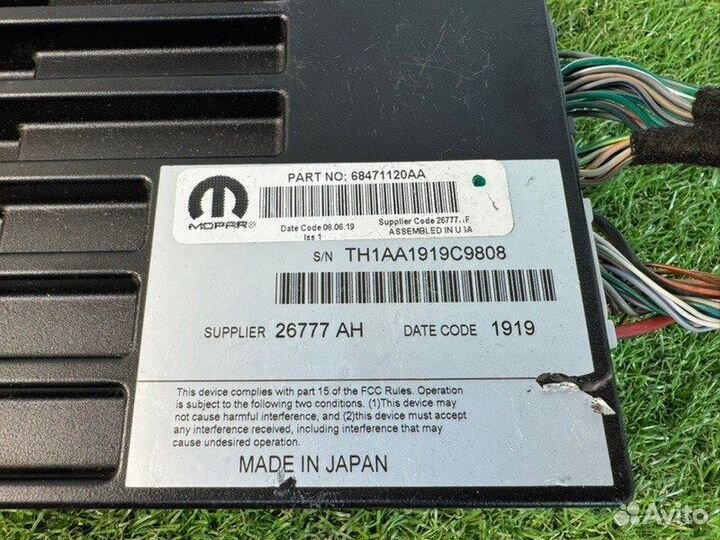 PART NO: 68471120AA
MOPAR®
Date Code 08.06.19
Iss 1
Supplier Code 26777
ASSEMBLED IN USA
S/N TH1AA1919C9808
SUPPLIER 26777 AH DATE CODE 1919
This device complies with part 15 of the FCC Rules. Operation
is subject to the following two conditions. (1)This device may
not cause harmful interference, and (2)this device must accept
any interference received, including interference that may
cause undesired operation.
MADE IN JAPAN
Avito